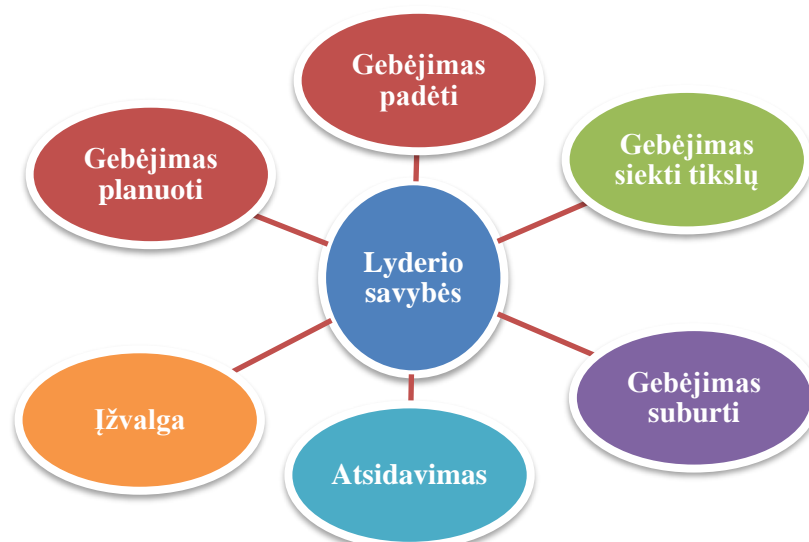 Gebėjimas
padėti
Gebėjimas
planuoti
Gebėjimas
siekti tikslų
Lyderio
savybės
Įžvalga
Gebėjimas
suburti
Atsidavimas